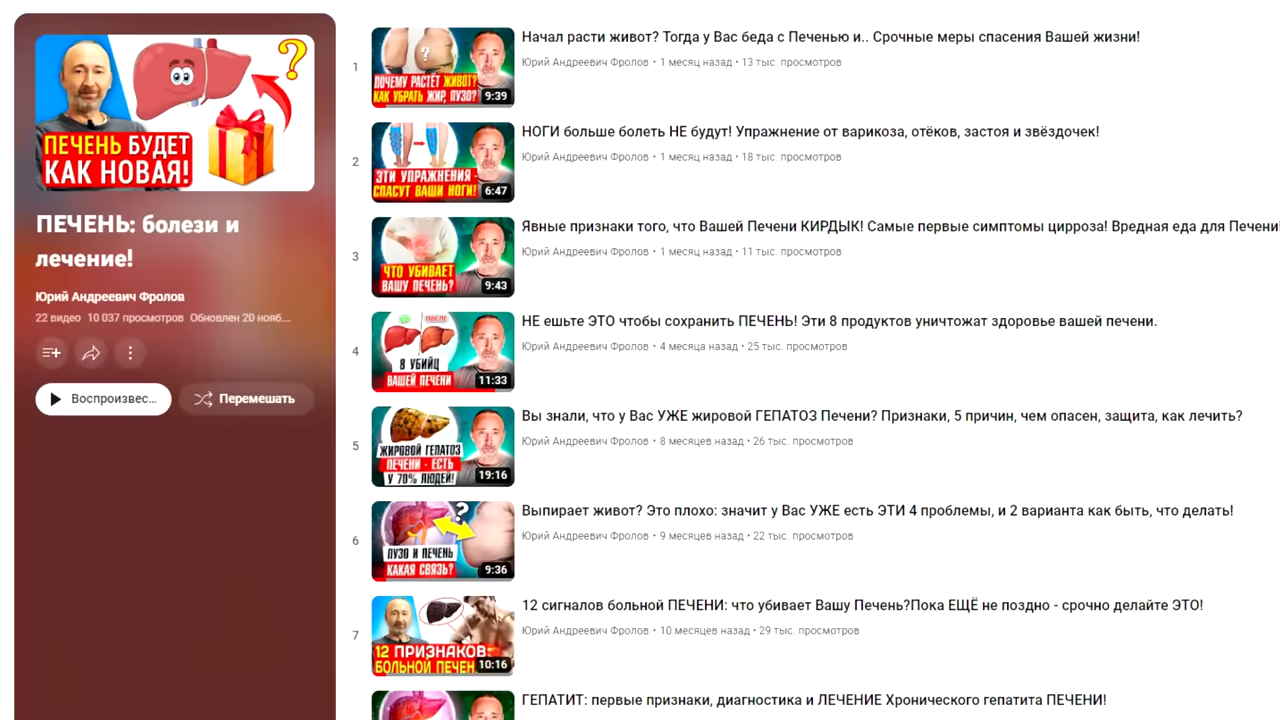 ?
ПЕЧЕНЬ БУДЕТ
КАК НОВАЯ!
ПЕЧЕНЬ: болези и
лечение!
Юрий Андреевич Фролов
22 видео 10 037 просмотров Обновлен 20 нояб....
Воспроизвес...
Перемешать
1
?
ПОЧЕМУ РАСТЁТ ЖИВОТ?
КАК УБРАТЬ ЖИР, ПУЗО?
9:39
Начал расти живот? Тогда у Вас беда с Печенью и.. Срочные меры спасения Вашей жизни!
Юрий Андреевич Фролов • 1 месяц назад • 13 тыс. просмотров
2
ЭТИ УПРАЖНЕНИЯ -
СПАСУТ ВАШИ НОГИ!
6:47
НОГИ больше болеть НЕ будут! Упражнение от варикоза, отёков, застоя и звёздочек!
Юрий Андреевич Фролов • 1 месяц назад • 18 тыс. просмотров
3
ЧТО УБИВАЕТ
ВАШУ ПЕЧЕНЬ?
9:43
Явные признаки того, что Вашей Печени КИРДЫК! Самые первые симптомы цирроза! Вредная еда для Печени!
Юрий Андреевич Фролов • 1 месяц назад • 11 тыс. просмотров
4
ПОСЛЕ
8 УБИЙЦ
ВАШЕЙ ПЕЧЕНИ
11:33
НЕ ешьте ЭТО чтобы сохранить ПЕЧЕНЬ! Эти 8 продуктов уничтожат здоровье вашей печени.
Юрий Андреевич Фролов • 4 месяца назад • 25 тыс. просмотров
5
ЖИРОВОЙ ГЕПАТОЗ
ПЕЧЕНИ - ЕСТЬ
У 70% ЛЮДЕЙ!
19:16
Вы знали, что у Вас УЖЕ жировой ГЕПАТОЗ Печени? Признаки, 5 причин, чем опасен, защита, как лечить?
Юрий Андреевич Фролов • 8 месяцев назад • 26 тыс. просмотров
6
?
ПУЗО И ПЕЧЕНЬ
КАКАЯ СВЯЗЬ?
9:36
Выпирает живот? Это плохо: значит у Вас УЖЕ есть ЭТИ 4 проблемы, и 2 варианта как быть, что делать!
Юрий Андреевич Фролов • 9 месяцев назад • 22 тыс. просмотров
7
12 ПРИЗНАКОВ
БОЛЬНОЙ ПЕЧЕН
10:16
12 сигналов больной ПЕЧЕНИ: что убивает Вашу Печень?Пока ЕЩЁ не поздно - срочно делайте ЭТО!
Юрий Андреевич Фролов • 10 месяцев назад • 29 тыс. просмотров
ГЕПАТИТ: первые признаки, диагностика и ЛЕЧЕНИЕ Хронического гепатита ПЕЧЕНИ!